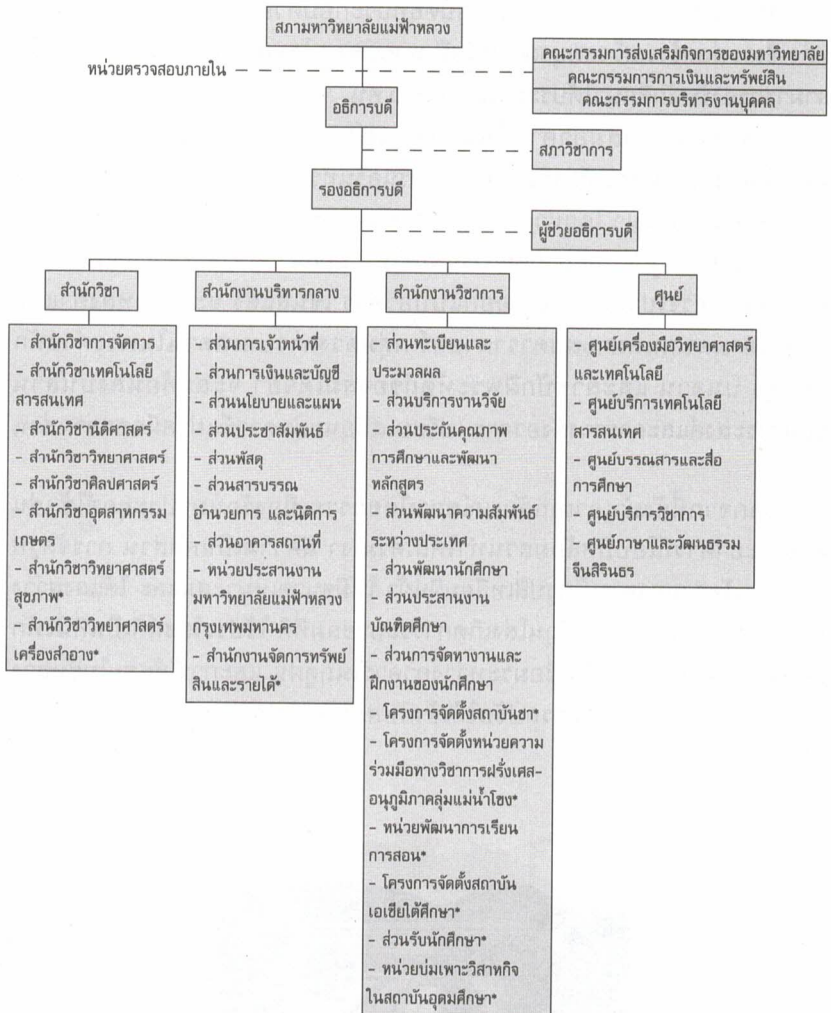 สภามหาวิทยาลัยแม่ฟ้าหลวง
หน่วยตรวจสอบภายใน
คณะกรรมการส่งเสริมกิจการของมหาวิทยาลัย
คณะกรรมการการเงินและทรัพย์สิน
คณะกรรมการบริหารงานบุคคล
อธิการบดี
สภาวิชาการ
รองอธิการบดี
ผู้ช่วยอธิการบดี
สำนักวิชา
- สำนักวิชาการจัดการ
- สำนักวิชาเทคโนโลยี
สารสนเทศ
- สำนักวิชานิติศาสตร์
- สำนักวิชาวิทยาศาสตร์
- สำนักวิชาศิลปศาสตร์
- สำนักวิชาอุตสาหกรรม
เกษตร
- สำนักวิชาวิทยาศาสตร์
สุขภาพ*
- สำนักวิชาวิทยาศาสตร์
เครื่องสำอาง*
สำนักงานบริหารกลาง
- ส่วนการเจ้าหน้าที่
- ส่วนการเงินและบัญชี
- ส่วนนโยบายและแผน
- ส่วนประชาสัมพันธ์
- ส่วนพัสดุ
- ส่วนสารบรรณ
อำนวยการ และนิติการ
- ส่วนอาคารสถานที่
- หน่วยประสานงาน
มหาวิทยาลัยแม่ฟ้าหลวง
กรุงเทพมหานคร
- สำนักงานจัดการทรัพย์
สินและรายได้*
สำนักงานวิชาการ
- ส่วนทะเบียนและ
ประมวลผล
- ส่วนบริการงานวิจัย
- ส่วนประกันคุณภาพ
การศึกษาและพัฒนา
หลักสูตร
- ส่วนพัฒนาความสัมพันธ์
ระหว่างประเทศ
- ส่วนพัฒนานักศึกษา
- ส่วนประสานงาน
บัณฑิตศึกษา
- ส่วนการจัดหางานและ
ฝึกงานของนักศึกษา
- โครงการจัดตั้งสถาบันชา*
- โครงการจัดตั้งหน่วยความ
ร่วมมือทางวิชาการฝรั่งเศส-
อนุภูมิภาคลุ่มแม่น้ำโขง*
- หน่วยพัฒนาการเรียน
การสอน*
- โครงการจัดตั้งสถาบัน
เอเชียใต้ศึกษา*
- ส่วนรับนักศึกษา*
- หน่วยบ่มเพาะวิสาหกิจ
ในสถาบันอุดมศึกษา*
ศูนย์
- ศูนย์เครื่องมือวิทยาศาสตร์
และเทคโนโลยี
- ศูนย์บริการเทคโนโลยี
สารสนเทศ
- ศูนย์บรรณสารและสื่อ
การศึกษา
- ศูนย์บริการวิชาการ
- ศูนย์ภาษาและวัฒนธรรม
จีนสิรินธร